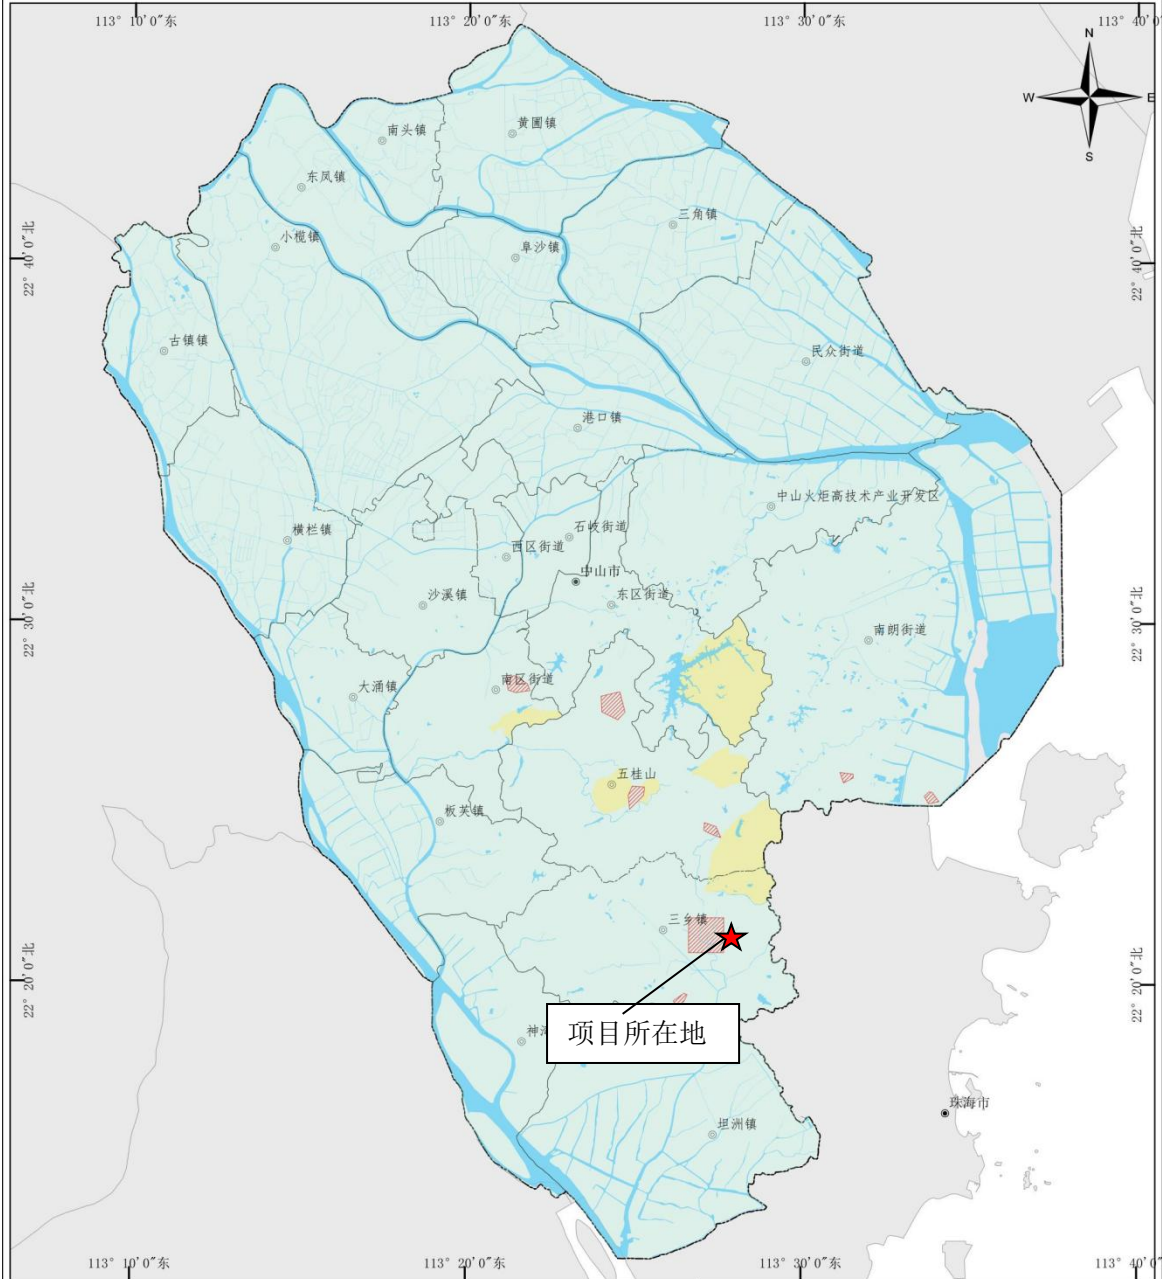 113° 10′0″东
113° 20′0″东
113° 30′0″东
113° 40′0″
N
W
E
S
南头镇
黄圃镇
东凤镇
小榄镇
三角镇
阜沙镇
22° 40′0″北
22° 40′0″北
古镇镇
民众街道
港口镇
中山火炬高技术产业开发区
横栏镇
石岐街道
西区街道
中山市
沙溪镇
东区街道
南朗街道
22° 30′0″北
22° 30′0″北
大涌镇
南区街道
五桂山
板芙镇
三乡镇
22° 20′0″北
22° 20′0″北
神
项目所在地
珠海市
坦洲镇
113° 10′0″东
113° 20′0″东
113° 30′0″东
113° 40′0″